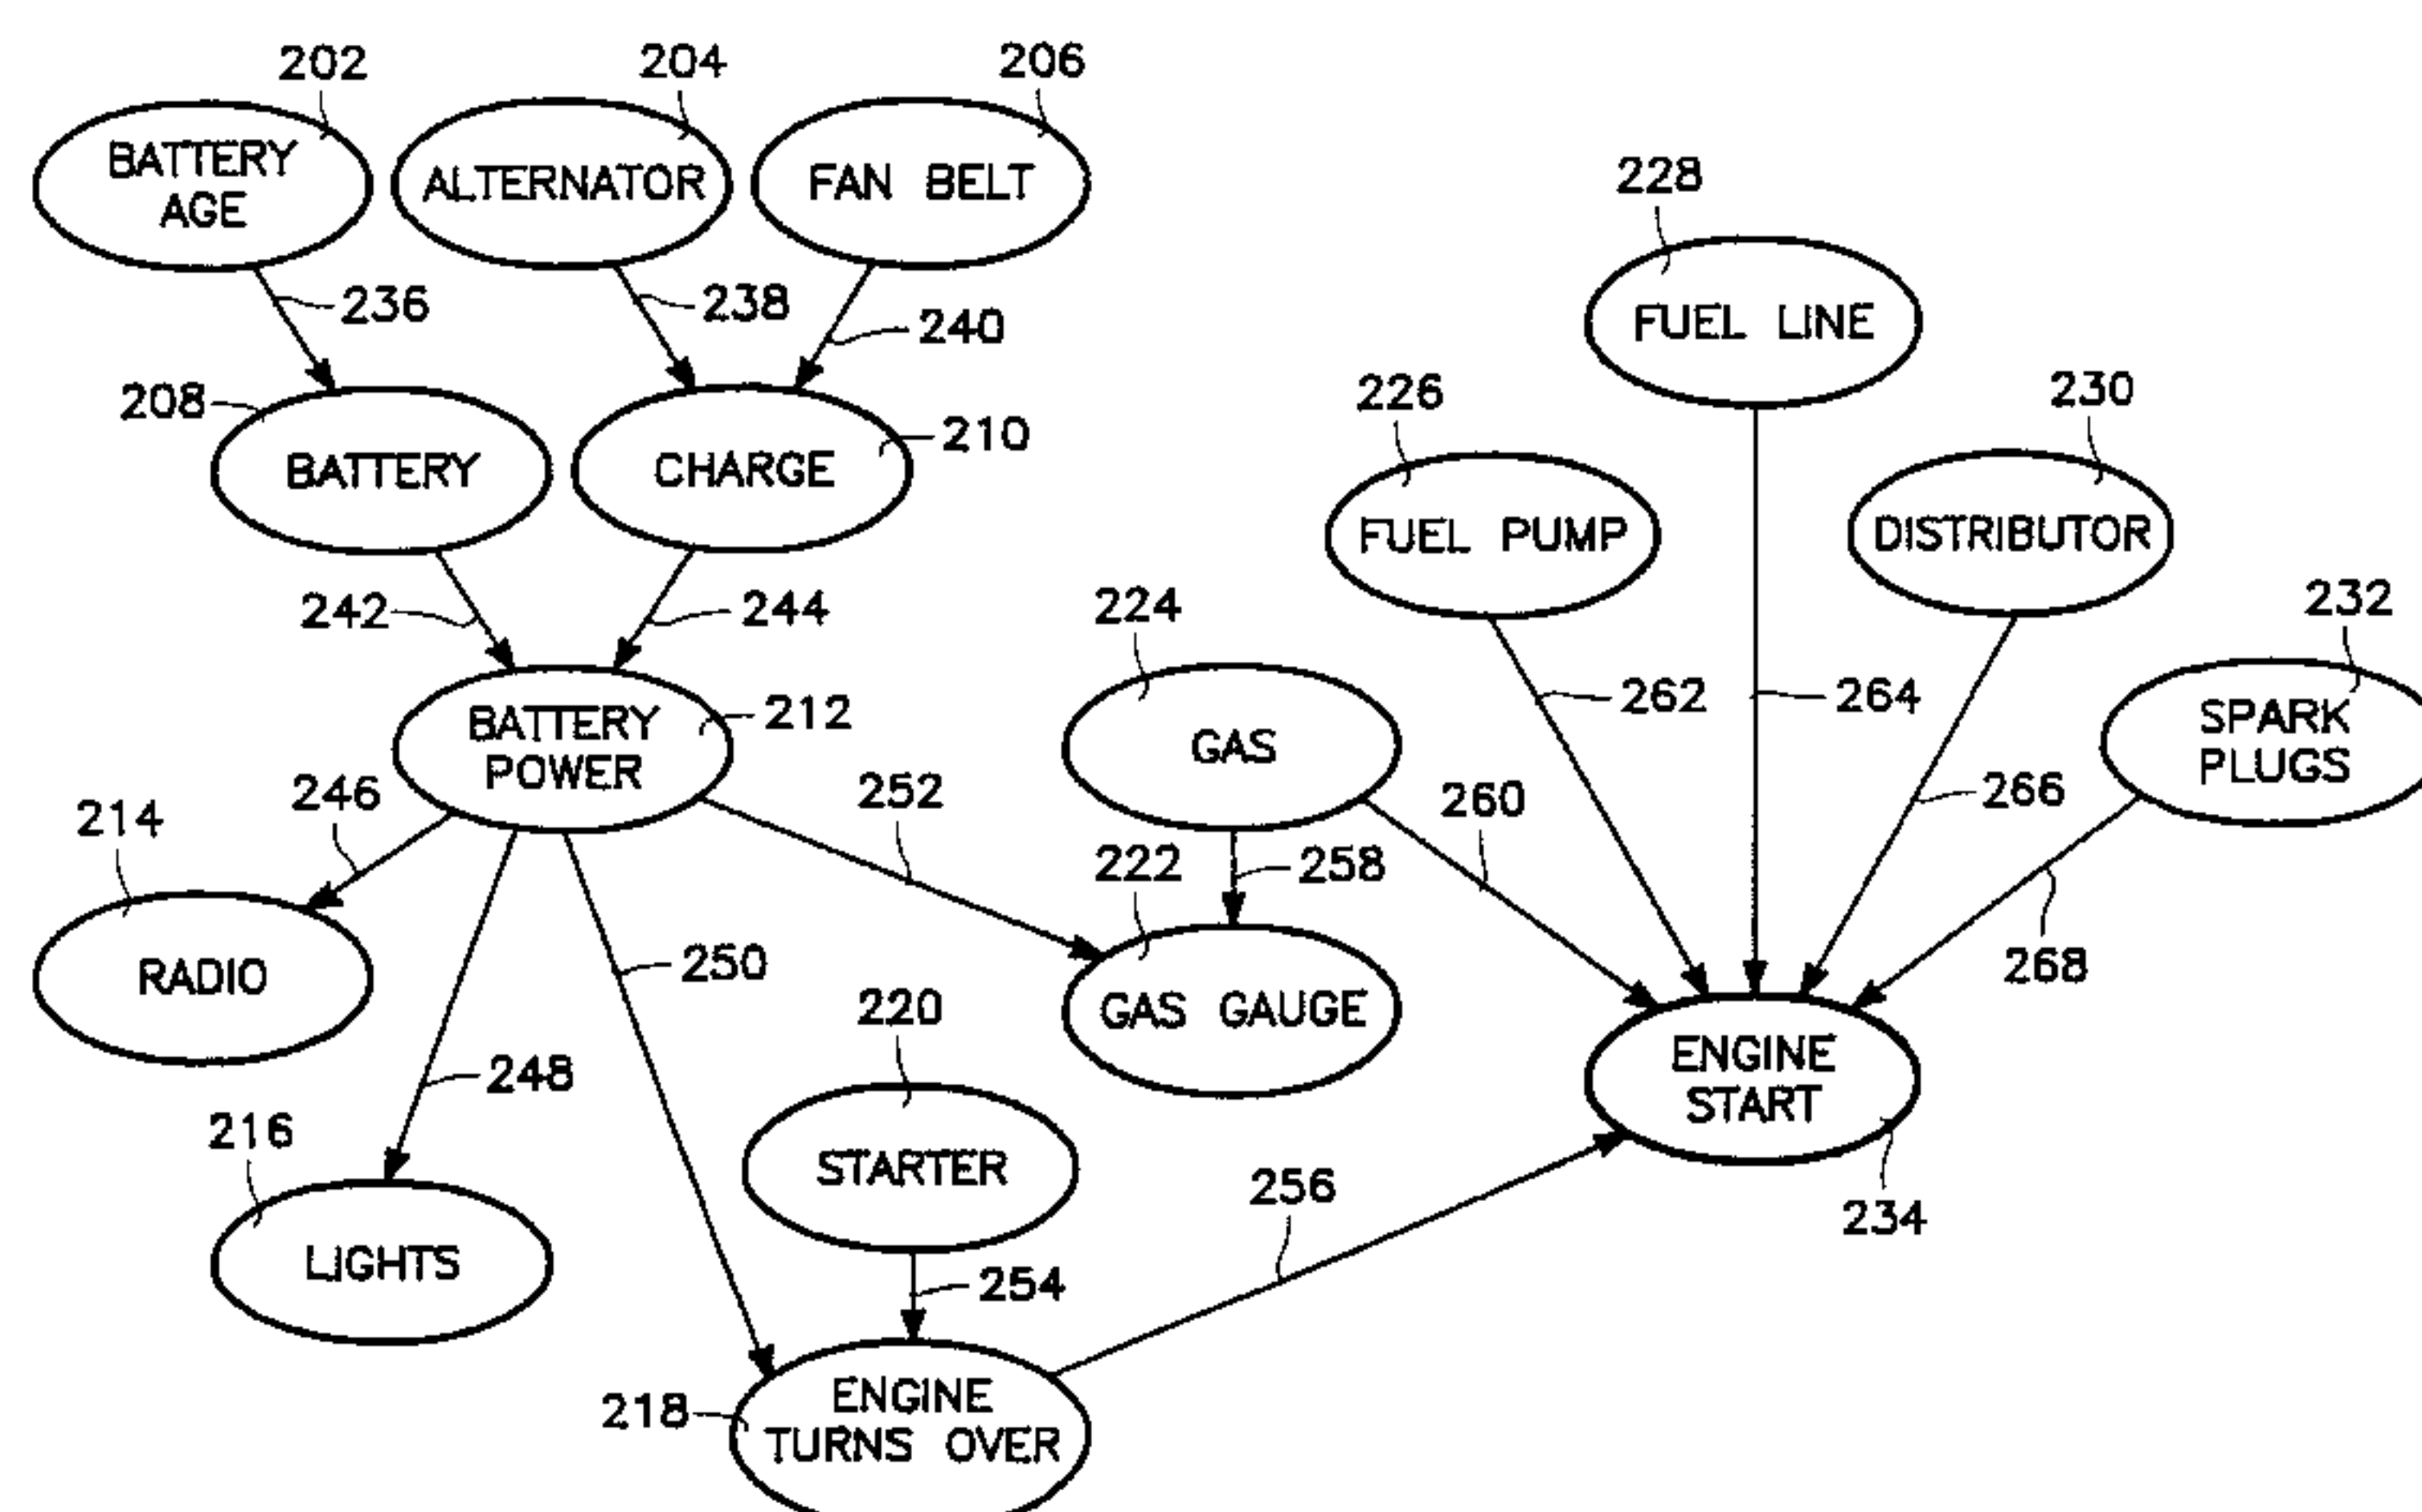 202
204
206
BATTERY
AGE
ALTERNATOR
FAN BELT
228
236
238
240
FUEL LINE
208
210
226
230
BATTERY
CHARGE
FUEL PUMP
DISTRIBUTOR
242
244
224
232
212
262
264
BATTERY
POWER
GAS
SPARK
PLUGS
214
246
252
260
266
222
258
RADIO
250
268
220
GAS GAUGE
ENGINE
START
248
216
STARTER
256
234
LIGHTS
254
218
ENGINE
TURNS OVER